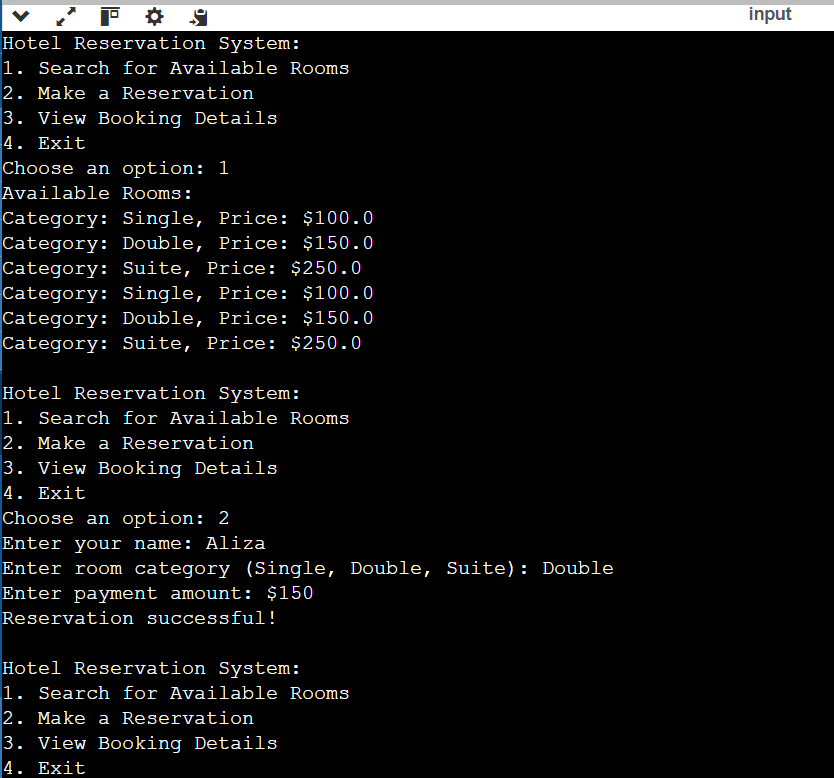 input
Hotel Reservation System:
1. Search for Available Rooms
2. Make a Reservation
3. View Booking Details
4. Exit
Choose an option: 1
Available Rooms:
Category: Single, Price: $100.0
Category: Double, Price: $150.0
Category: Suite, Price: $250.0
Category: Single, Price: $100.0
Category: Double, Price: $150.0
Category: Suite, Price: $250.0
Hotel Reservation System:
1. Search for Available Rooms
2. Make a Reservation
3. View Booking Details
4. Exit
Choose an option: 2
Enter your name: Aliza
Enter room category (Single, Double, Suite): Double
Enter payment amount: $150
Reservation successful!
Hotel Reservation System:
1. Search for Available Rooms
2. Make a Reservation
3. View Booking Details
4. Exit